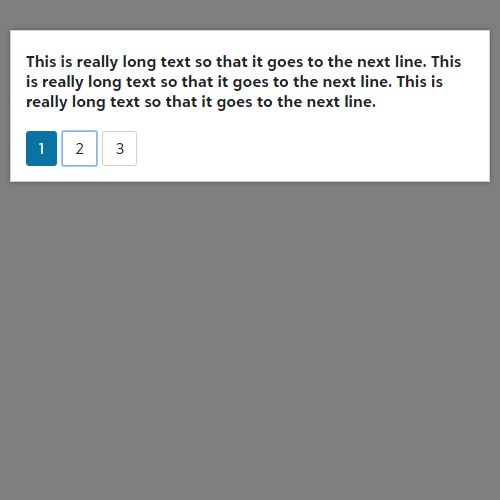 This is really long text so that it goes to the next line. This
is really long text so that it goes to the next line. This is
really long text so that it goes to the next line.
1 2 3